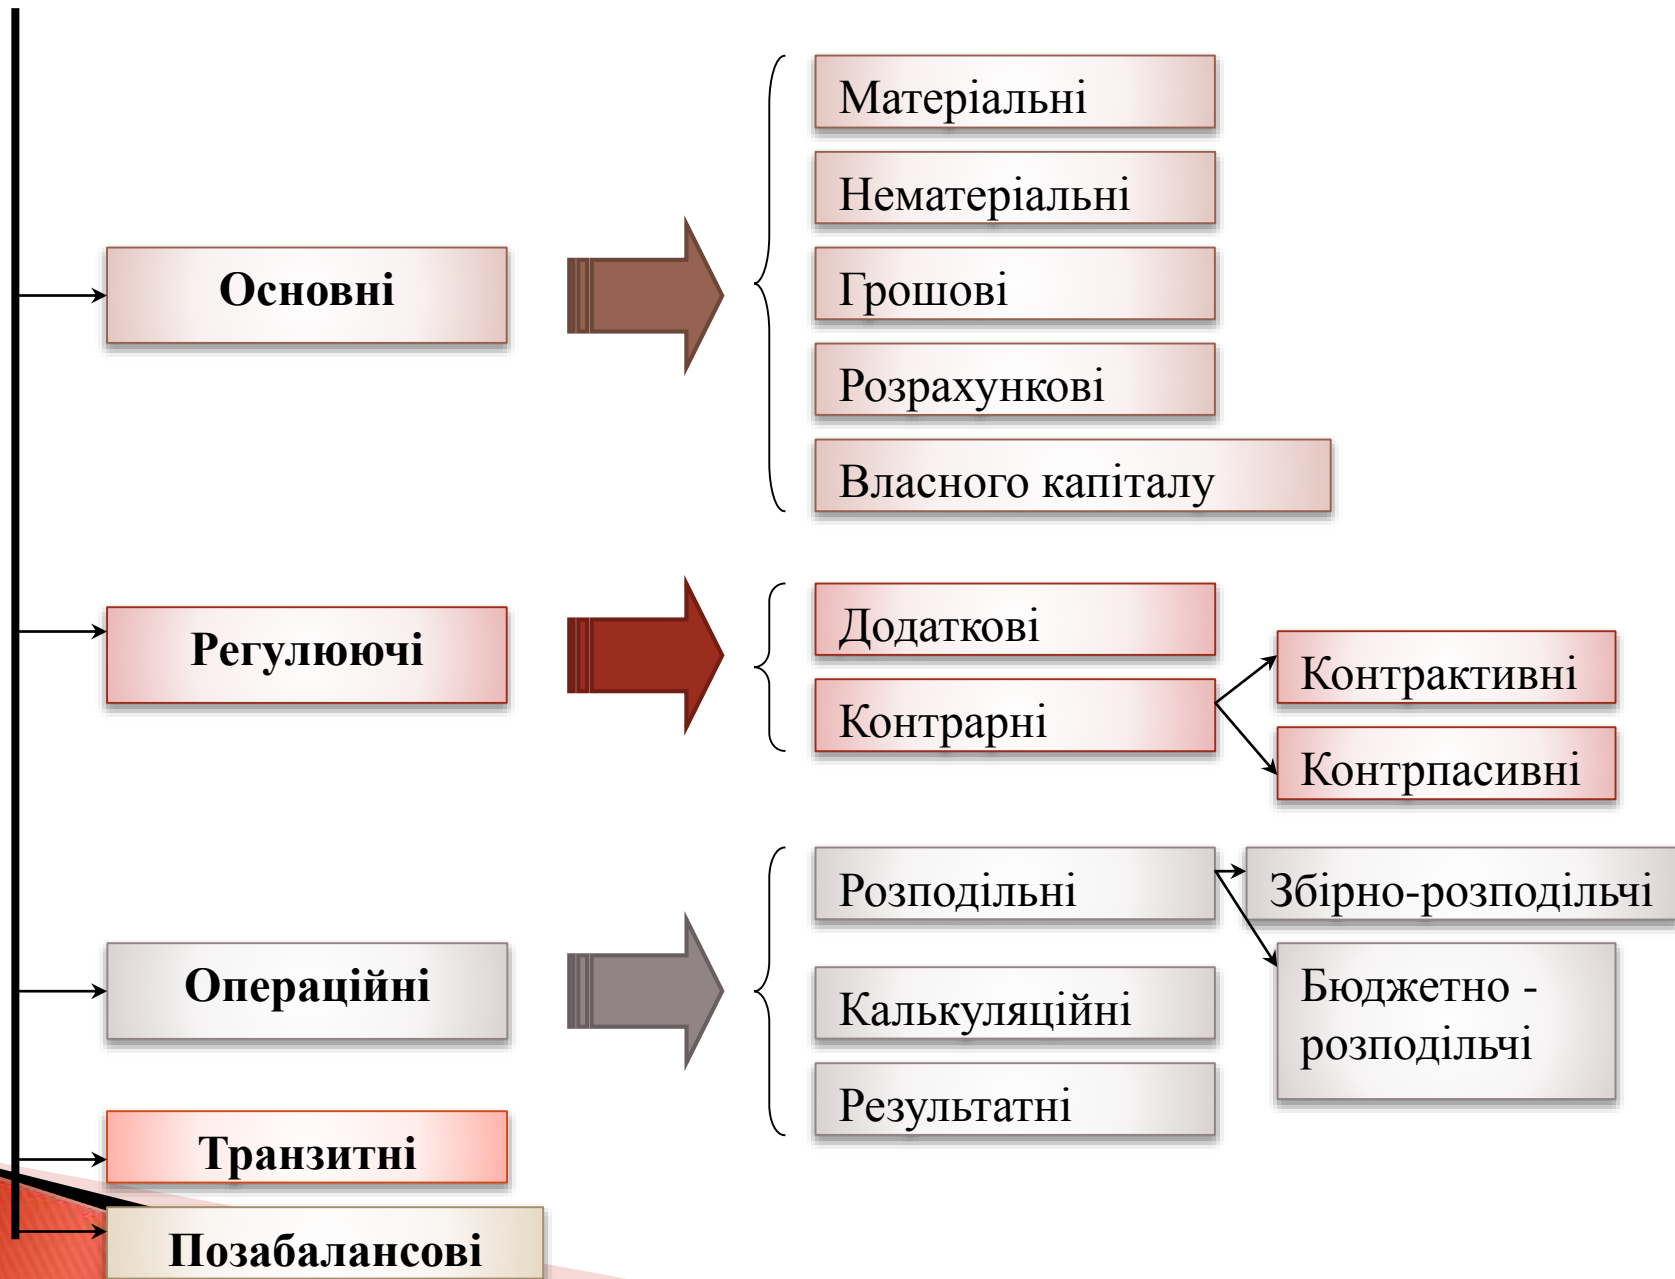 Основні
Матеріальні
Нематеріальні
Грошові
Розрахункові
Власного капіталу
Регулюючі
Додаткові
Контрарні
Контрактивні
Контрпасивні
Операційні
Розподільні
Збірно-розподільчі
Бюджетно -
розподільчі
Калькуляційні
Результатні
Транзитні
Позабалансові